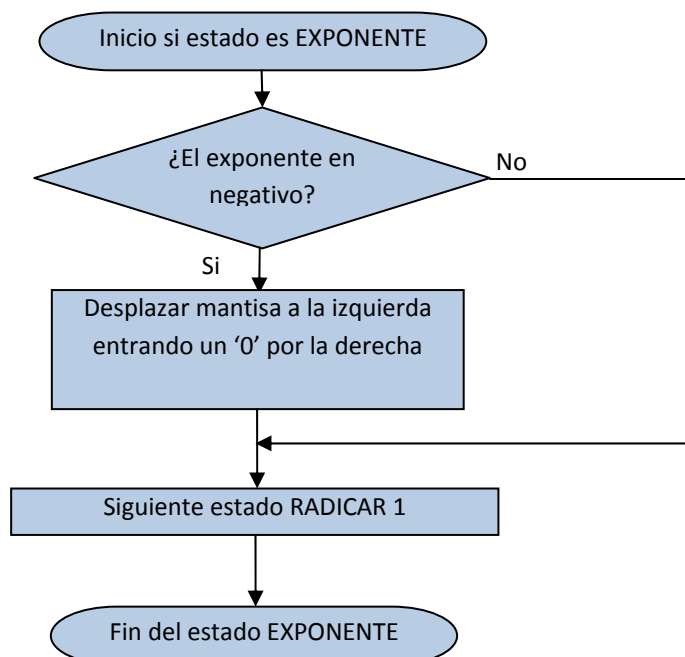 Inicio si estado es EXPONENTE
¿El exponente en
negativo?
No
Si
Desplazar mantisa a la izquierda
entrando un ‘0’ por la derecha
Siguiente estado RADICAR 1
Fin del estado EXPONENTE